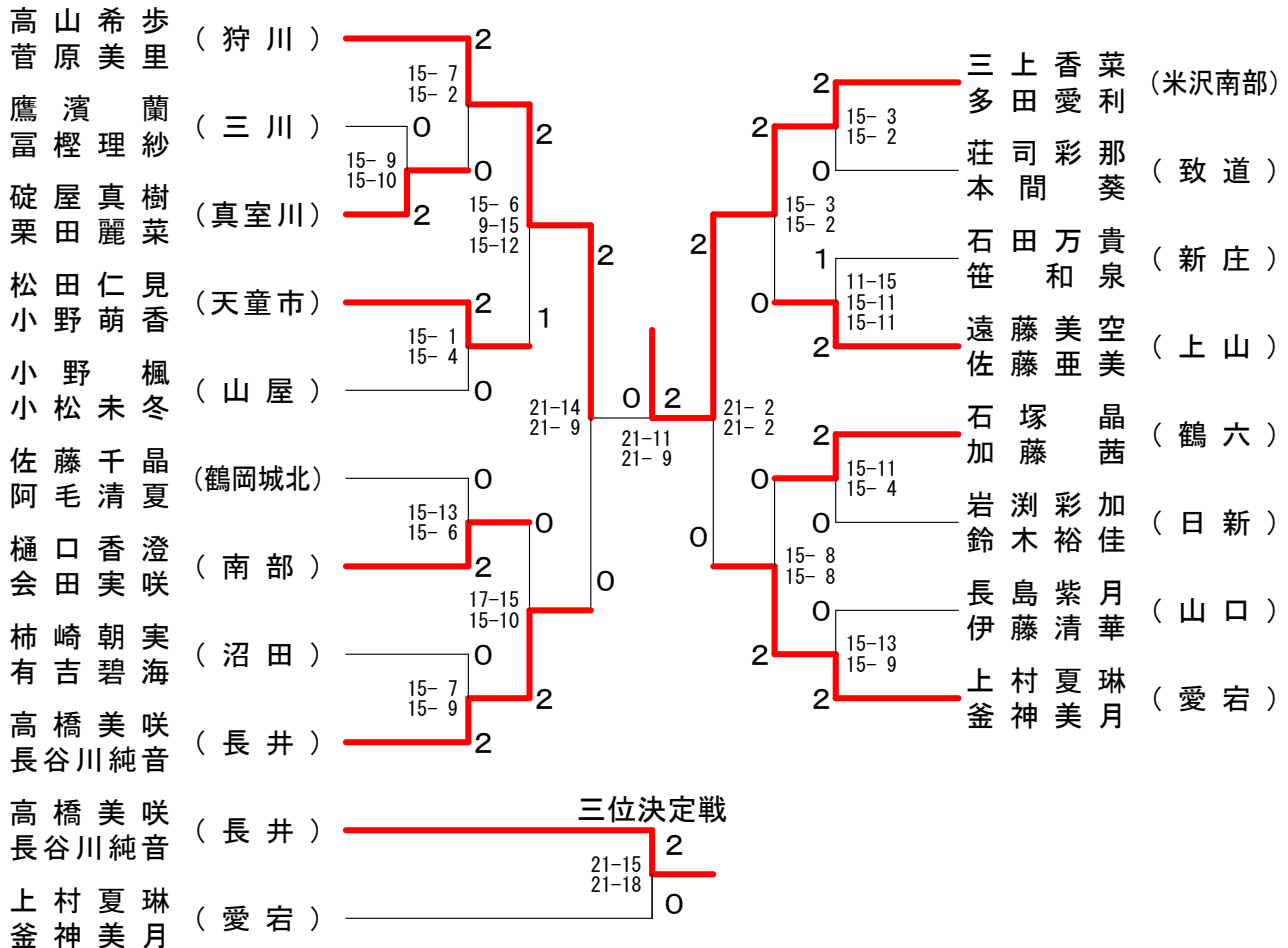 高山希歩
菅原美里
(狩川)
2
15- 7
15- 2
鷹濱蘭
冨樫理紗
(三川)
0
15- 9
15-10
0
碇屋真樹
栗田麗菜
(真室川)
2
2
15- 6
9-15
15-12
松田仁見
小野萌香
(天童市)
2
15- 1
15- 4
1
小野楓
小松未冬
(山屋)
0
2
21-14
21- 9
佐藤千晶
阿毛清夏
(鶴岡城北)
0
15-13
15- 6
0
樋口香澄
会田実咲
(南部)
2
17-15
15-10
0
柿崎朝実
有吉碧海
(沼田)
0
15- 7
15- 9
2
高橋美咲
長谷川純音
(長井)
2
0
2
21-11
21- 9
三上香菜
多田愛利
(米沢南部)
2
15- 3
15- 2
2
荘司彩那
本間葵
(致道)
0
15- 3
15- 2
2
石田万貴
笹和泉
(新庄)
1
11-15
15-11
15-11
0
遠藤美空
佐藤亜美
(上山)
2
21- 2
21- 2
石塚晶
加藤茜
(鶴六)
2
15-11
15- 4
0
岩渕彩加
鈴木裕佳
(日新)
0
15- 8
15- 8
0
長島紫月
伊藤清華
(山口)
0
15-13
15- 9
2
上村夏琳
釜神美月
(愛宕)
2
三位決定戦
高橋美咲
長谷川純音
(長井)
2
21-15
21-18
上村夏琳
釜神美月
(愛宕)
0